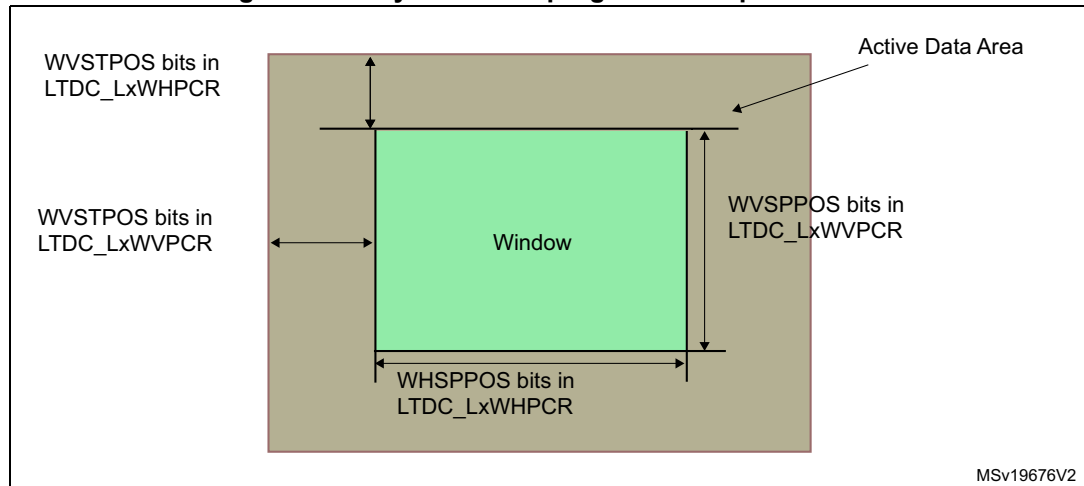 WVSTPOS bits in
LTDC_LxWHPCR
Active Data Area
WVSTPOS bits in
LTDC_LxWVPCR
WVSPPOS bits in
LTDC_LxWVPCR
Window
WHSPPOS bits in
LTDC_LxWHPCR
MSv19676V2